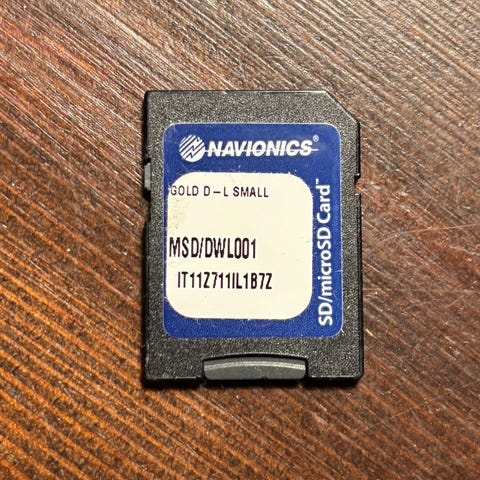 NAVIONICS®
GOLD D-L SMALL
MSD/DWL001
IT11Z711IL1B7Z
SD/microSD Card™